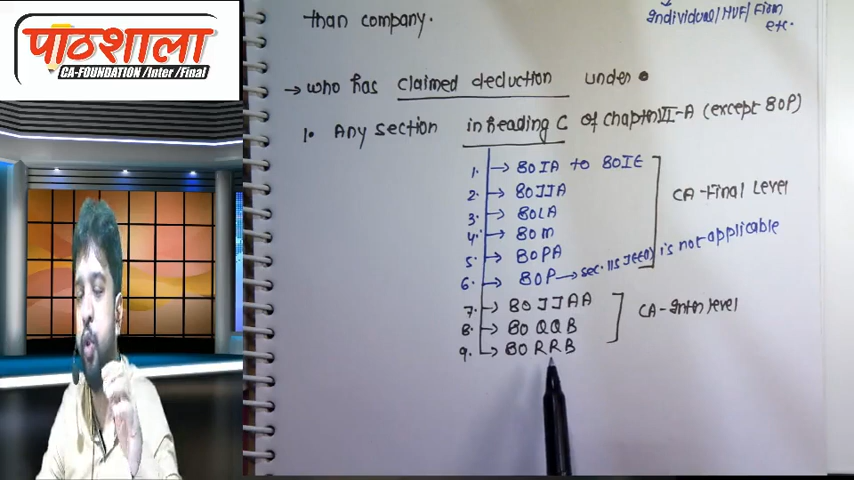 पाठशाला
CA-FOUNDATION/Inter/Final
than company.
Individual/HUF/Firm
etc.
→ who has claimed deduction under
1. Any section in heading C of chapter VI-A (except 80P)
1. → 80IA to 80IE
2. → 80JJA
3. → 80LA
CA-Final Level
4. → 80M
5. → 80PA
6. → 80P → sec. 115JEE(1) is not applicable
7. → 80JJAA
8. → 80QQB
CA-Inter level
9. → 80RRB